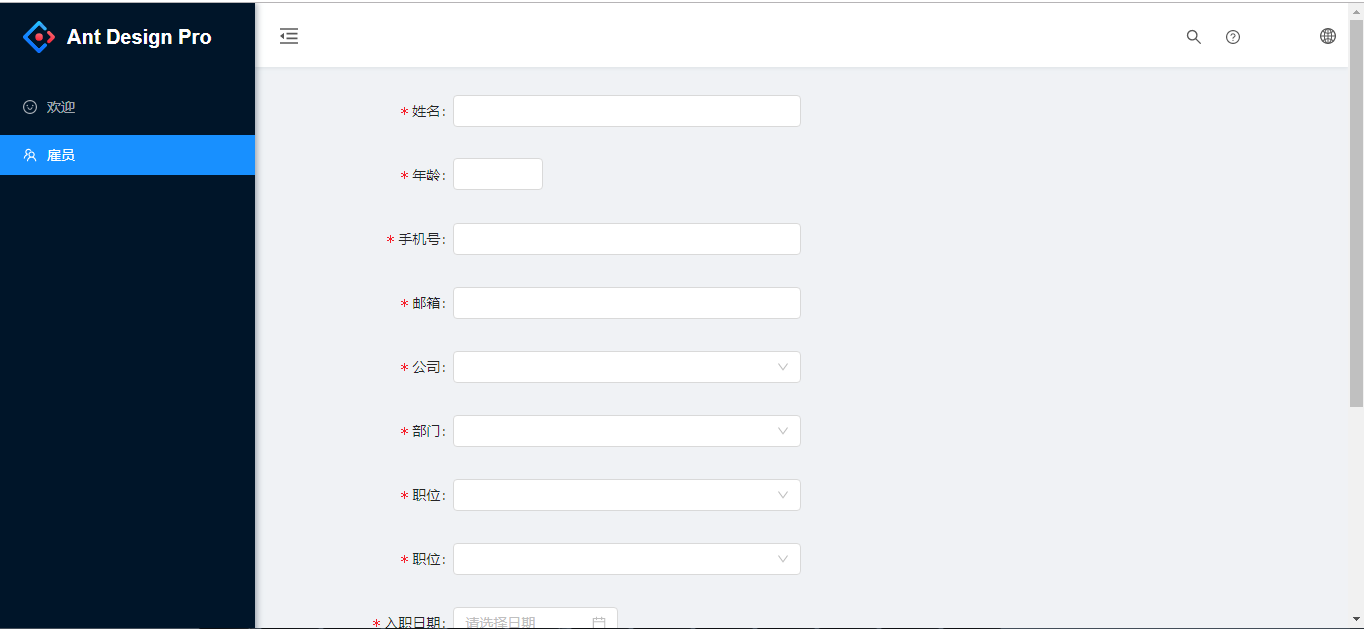 Ant Design Pro
欢迎
雇员
* 姓名:
* 年龄:
* 手机号:
* 邮箱:
* 公司:
* 部门:
* 职位:
* 职位:
* 入职日期: 请选择日期